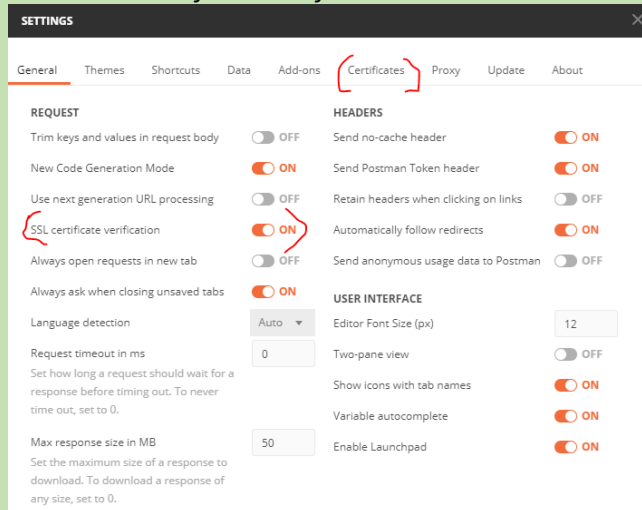 SETTINGS
General Themes Shortcuts Data Add-ons Certificates Proxy Update About
REQUEST
Trim keys and values in request body OFF
New Code Generation Mode ON
Use next generation URL processing OFF
SSL certificate verification ON
Always open requests in new tab OFF
Always ask when closing unsaved tabs ON
Language detection Auto
Request timeout in ms 0
Set how long a request should wait for a
response before timing out. To never
time out, set to 0.
Max response size in MB 50
Set the maximum size of a response to
download. To download a response of
any size, set to 0.
HEADERS
Send no-cache header ON
Send Postman Token header ON
Retain headers when clicking on links OFF
Automatically follow redirects ON
Send anonymous usage data to Postman OFF
USER INTERFACE
Editor Font Size (px) 12
Two-pane view OFF
Show icons with tab names ON
Variable autocomplete ON
Enable Launchpad ON